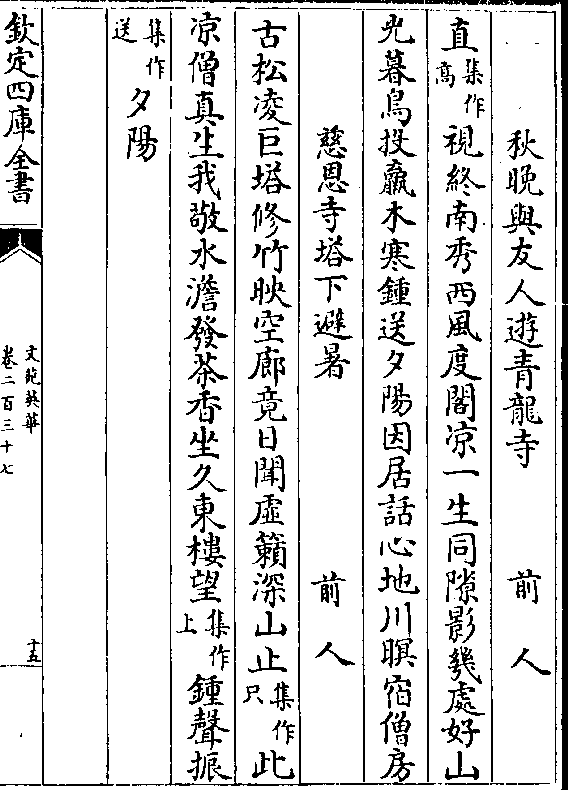 秋晩與友人遊青龍寺　前人
直集作高視終南秀西風度閣凉一生同隙影幾處好山
光暮鳥投羸木寒鍾送夕陽因居話心地川暝宿僧房
慈恩寺塔下避暑　前人
古松凌巨塔修竹映空廊竟日聞虛籟深山止集作只此
凉僧真生我敬水澹發茶香坐久東樓望集作上鍾聲振
集作送夕陽
欽定四庫全書
文苑英華
卷二百三十七
十五